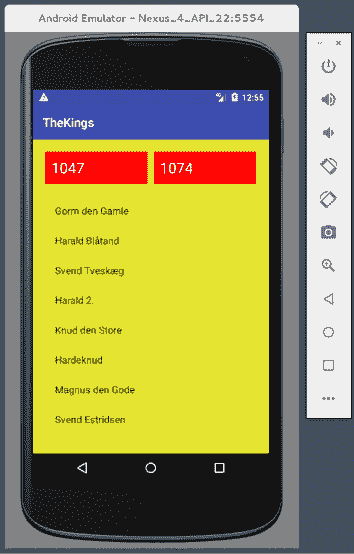 Android Emulator - Nexus_4_API_22:5554
12:55
TheKings
1047 1074
Gorm den Gamle
Harald Blåtand
Svend Tveskæg
Harald 2.
Knud den Store
Hardeknud
Magnus den Gode
Svend Estridsen